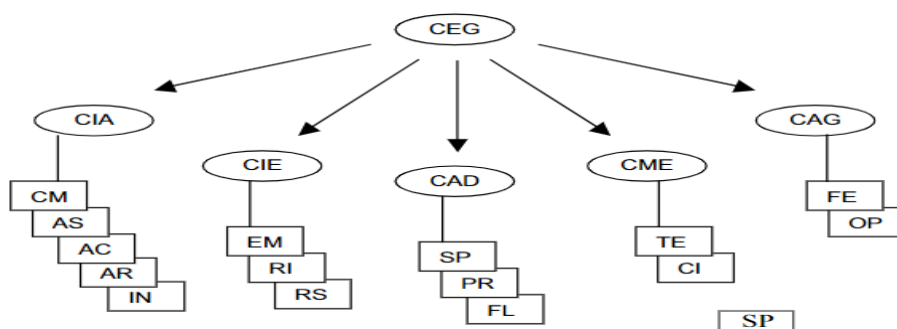 CEG
CIA
CIE
CAD
CME
CAG
CM
AS
AC
AR
IN
EM
RI
RS
SP
PR
FL
TE
CI
FE
OP
SP